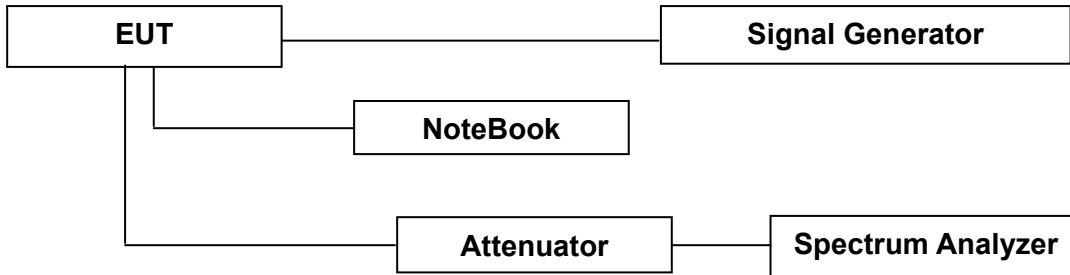 EUT
Signal Generator
NoteBook
Attenuator
Spectrum Analyzer